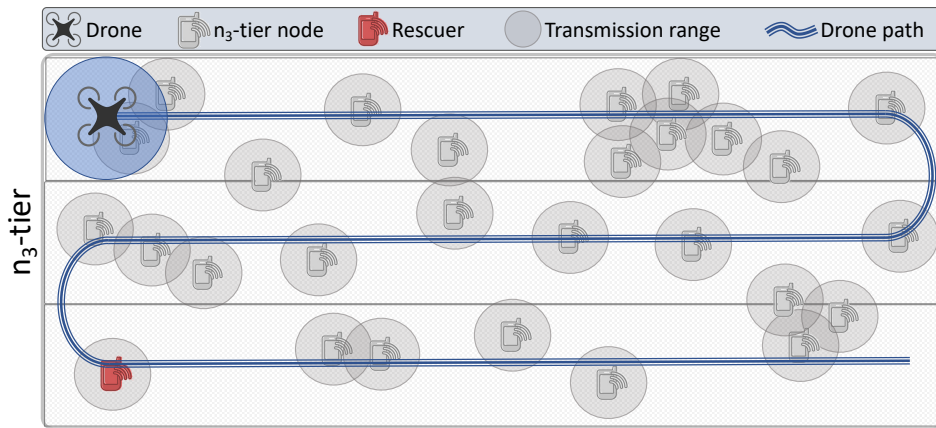 Drone n₃-tier node Rescuer Transmission range Drone path
n₃-tier